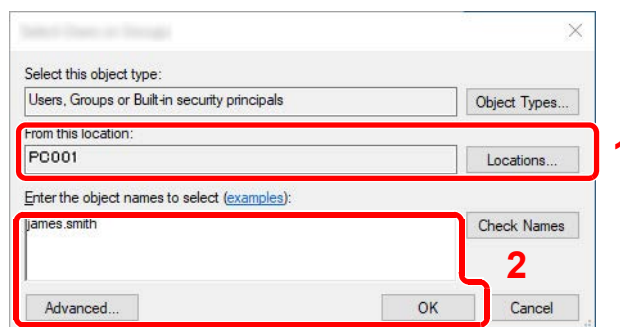 Select this object type:
Users, Groups or Built-in security principals
Object Types...
From this location:
PC001
Locations...
1
Enter the object names to select (examples):
james.smith
Check Names
2
Advanced...
OK
Cancel